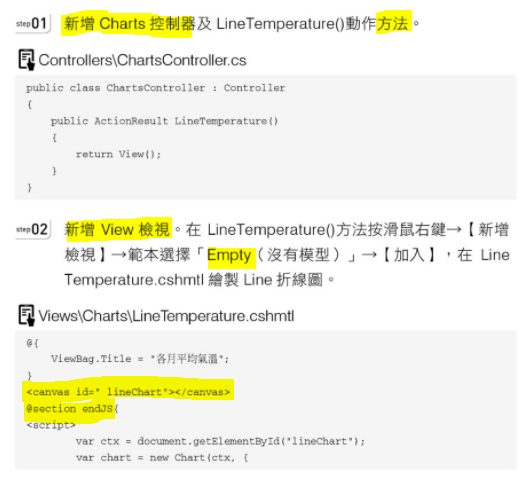 step01 新增 Charts 控制器及 LineTemperature()動作方法。
Controllers\ChartsController.cs
public class ChartsController : Controller
{
public ActionResult LineTemperature()
{
return View();
}
}
step02 新增 View 檢視。在 LineTemperature()方法按滑鼠右鍵→【新增
檢視】→範本選擇「Empty（沒有模型）」→【加入】，在 Line
Temperature.cshmtl 繪製 Line 折線圖。
Views\Charts\LineTemperature.cshmtl
@{
ViewBag.Title = "各月平均氣溫";
}
<canvas id=" lineChart"></canvas>
@section endJS{
<script>
var ctx = document.getElementById("lineChart");
var chart = new Chart(ctx, {